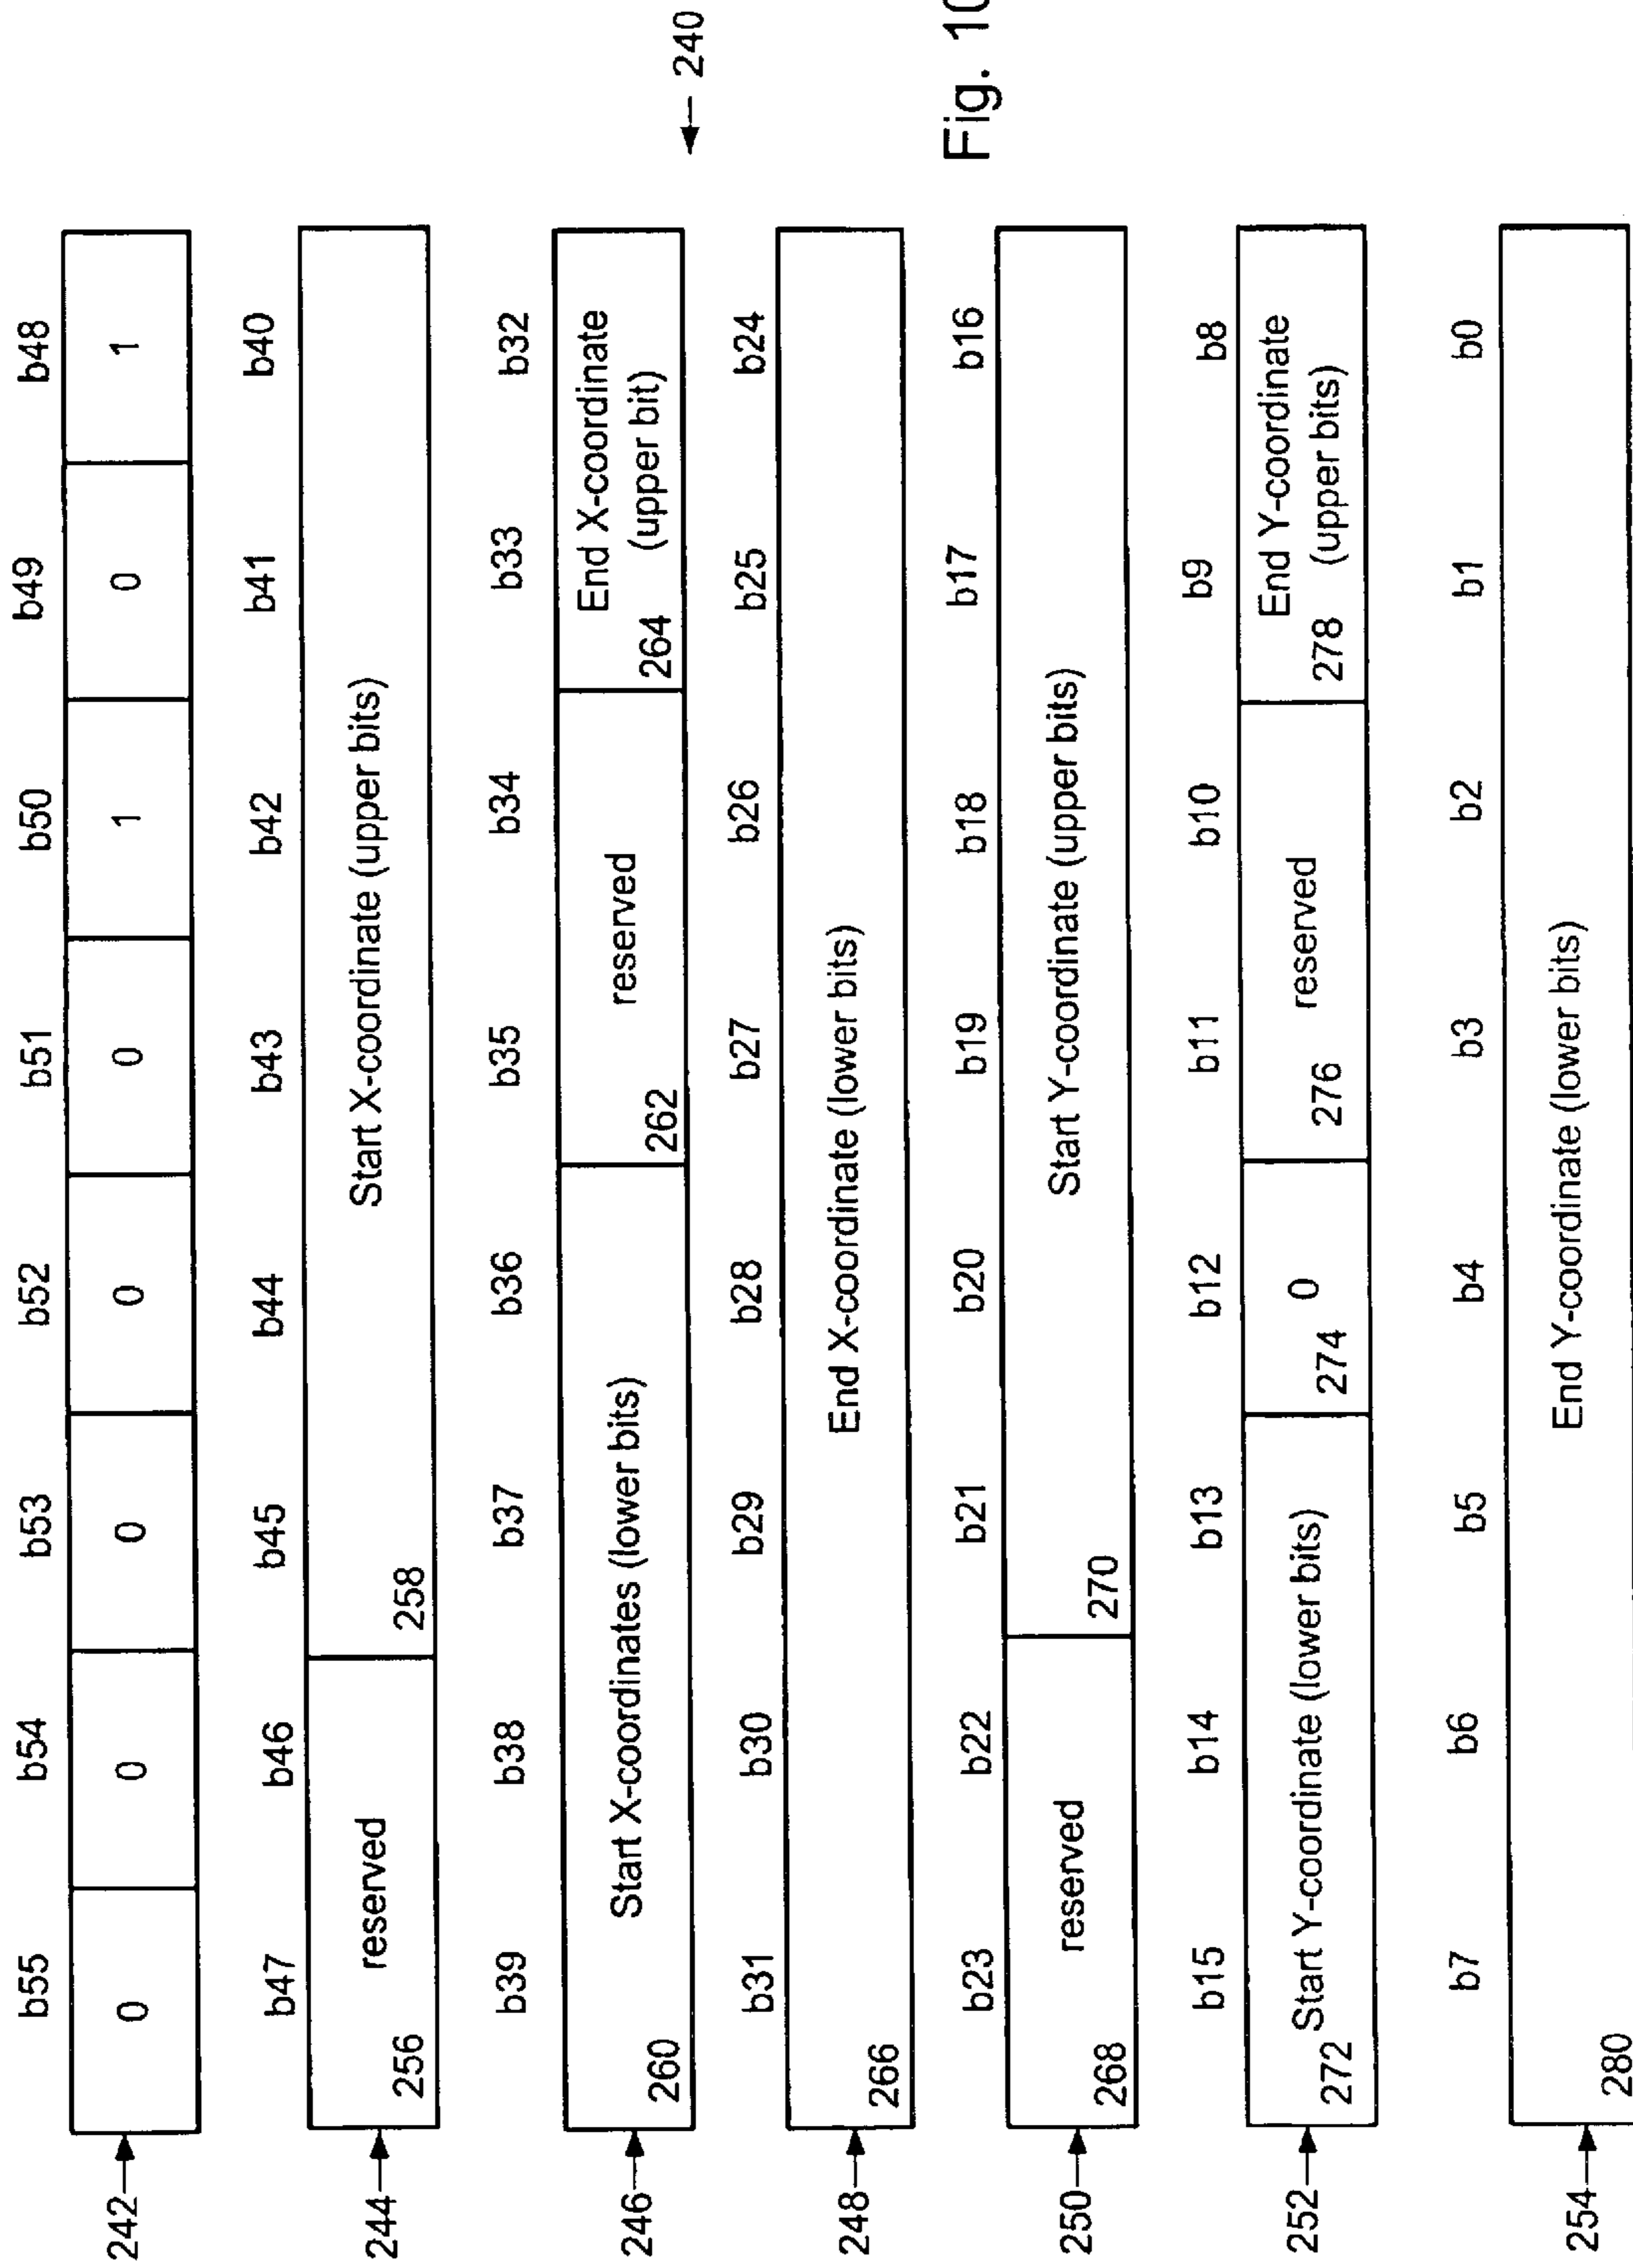 b55 b54 b53 b52 b51 b50 b49 b48
242 0 0 0 0 0 1 0 1
b47 b46 b45 b44 b43 b42 b41 b40
244 reserved Start X-coordinate (upper bits)
256 258
b39 b38 b37 b36 b35 b34 b33 b32
End X-coordinate
246 Start X-coordinates (lower bits) reserved (upper bit)
260 262 264
240
b31 b30 b29 b28 b27 b26 b25 b24
248 End X-coordinate (lower bits)
266
b23 b22 b21 b20 b19 b18 b17 b16
250 reserved Start Y-coordinate (upper bits)
268 270
Fig. 10
b15 b14 b13 b12 b11 b10 b9 b8
End Y-coordinate
252 Start Y-coordinate (lower bits) 0 reserved (upper bits)
272 274 276 278
b7 b6 b5 b4 b3 b2 b1 b0
254 End Y-coordinate (lower bits)
280